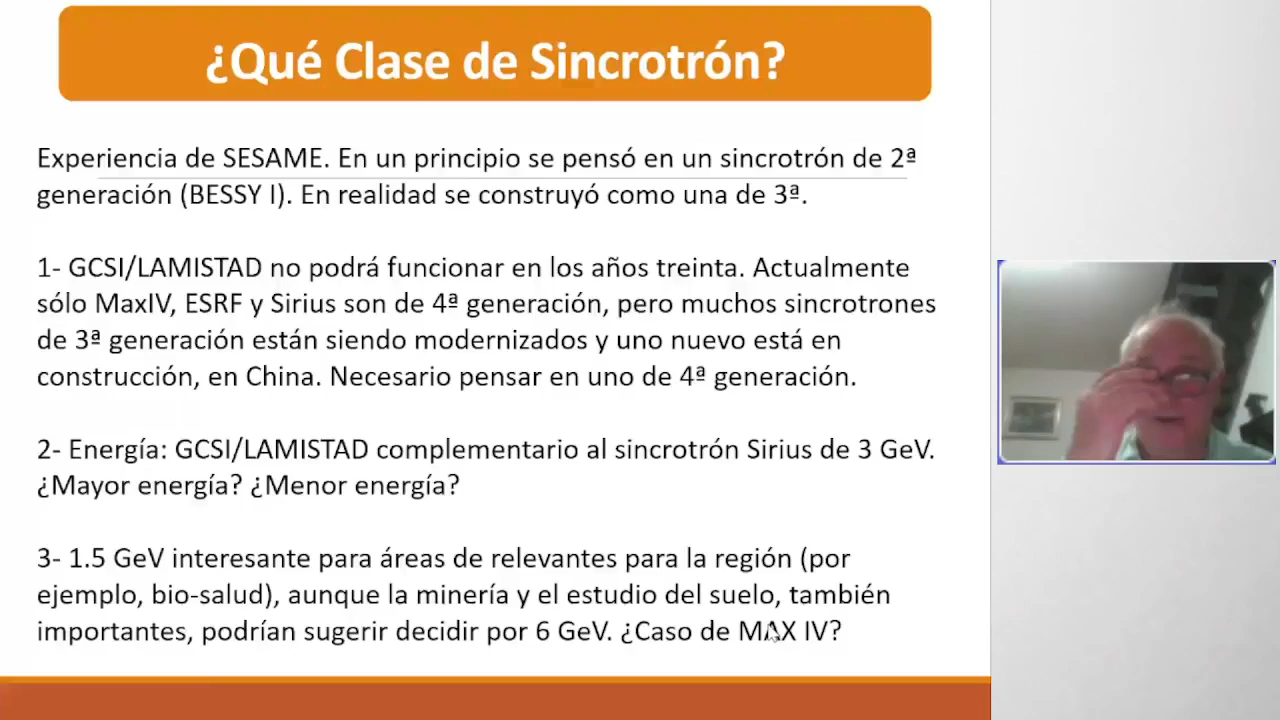 ¿Qué Clase de Sincrotrón?
Experiencia de SESAME. En un principio se pensó en un sincrotrón de 2ª
generación (BESSY I). En realidad se construyó como una de 3ª.
1- GCSI/LAMISTAD no podrá funcionar en los años treinta. Actualmente
sólo MaxIV, ESRF y Sirius son de 4ª generación, pero muchos sincrotrones
de 3ª generación están siendo modernizados y uno nuevo está en
construcción, en China. Necesario pensar en uno de 4ª generación.
2- Energía: GCSI/LAMISTAD complementario al sincrotrón Sirius de 3 GeV.
¿Mayor energía? ¿Menor energía?
3- 1.5 GeV interesante para áreas de relevantes para la región (por
ejemplo, bio-salud), aunque la minería y el estudio del suelo, también
importantes, podrían sugerir decidir por 6 GeV. ¿Caso de MAX IV?